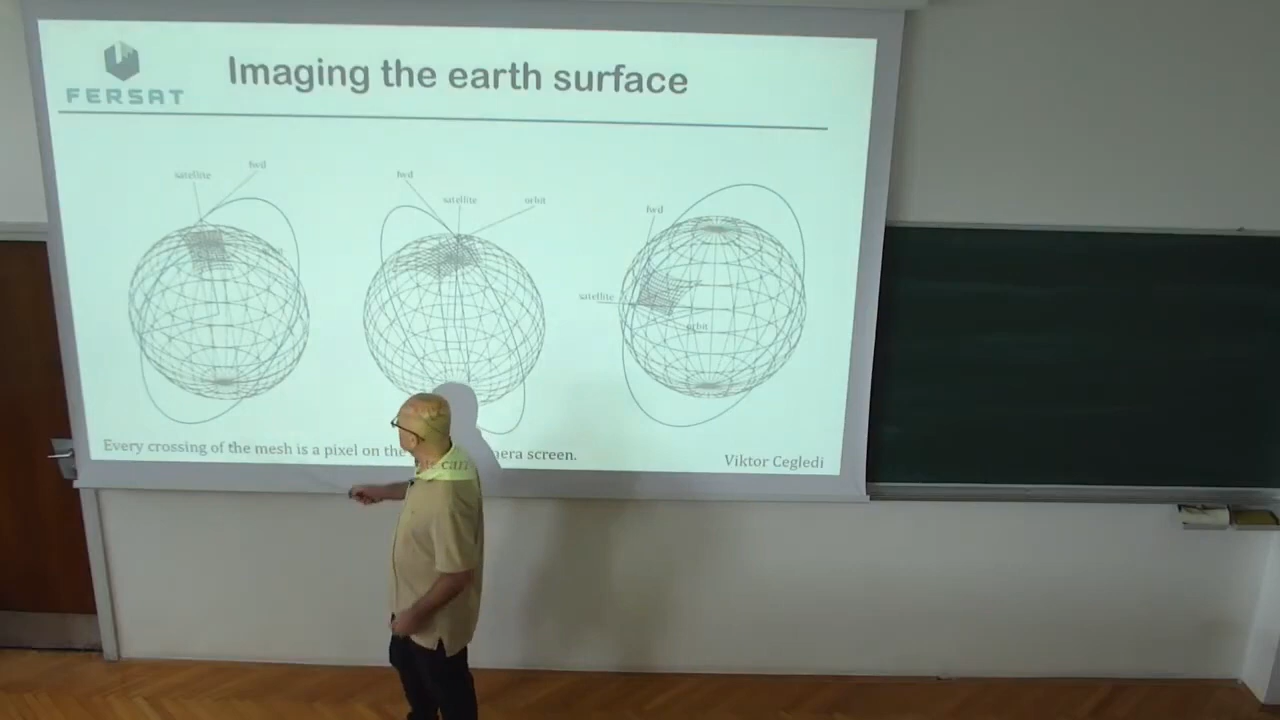 FERSAT
Imaging the earth surface
satellite
fwd
fwd
satellite
orbit
fwd
satellite
orbit
Every crossing of the mesh is a pixel on the
era screen.
Viktor Cegledi